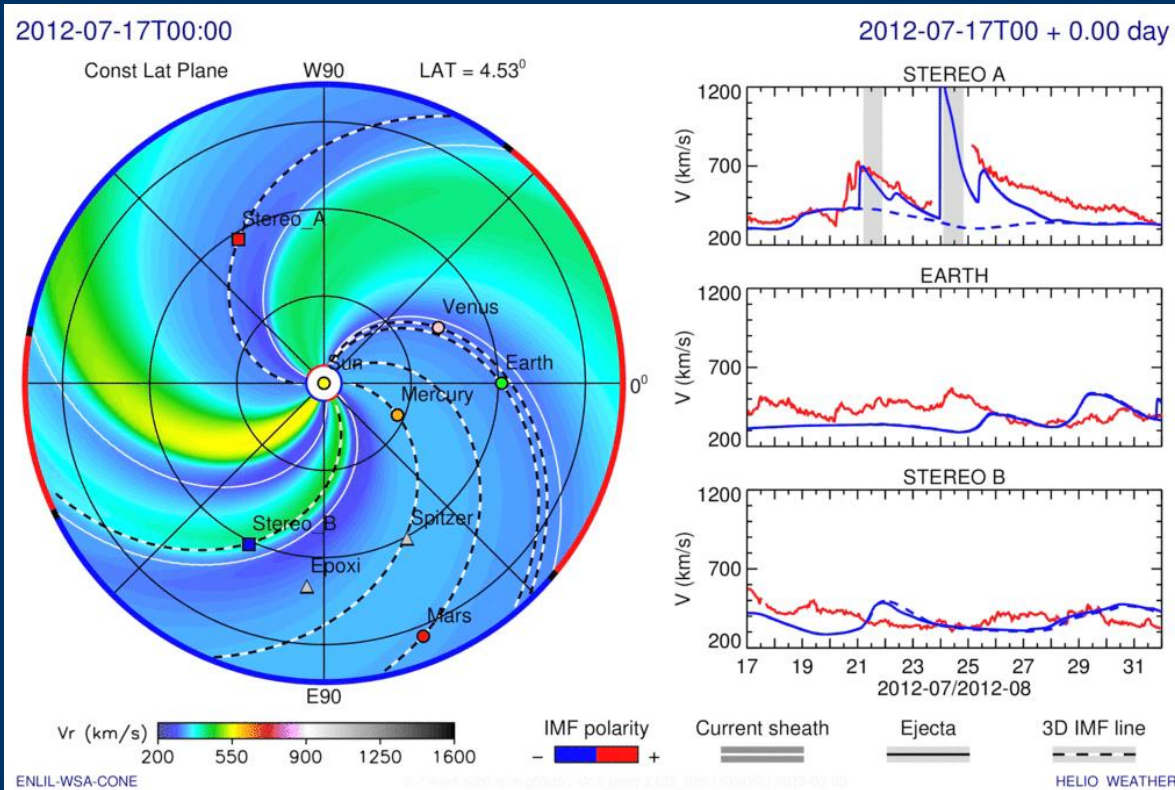 2012-07-17T00:00
2012-07-17T00 + 0.00 day
Const Lat Plane
W90
LAT = 4.53⁰
Stereo_A
Venus
Sun
Earth
0⁰
Mercury
Stereo_B
Spitzer
Epoxi
Mars
E90
STEREO A
1200
700
200
V (km/s)
EARTH
1200
700
200
V (km/s)
STEREO B
1200
700
200
V (km/s)
17 19 21 23 25 27 29 31
2012-07/2012-08
Vr (km/s)
200 550 900 1250 1600
IMF polarity
− +
Current sheath
Ejecta
3D IMF line
ENLIL-WSA-CONE
HELIO WEATHER